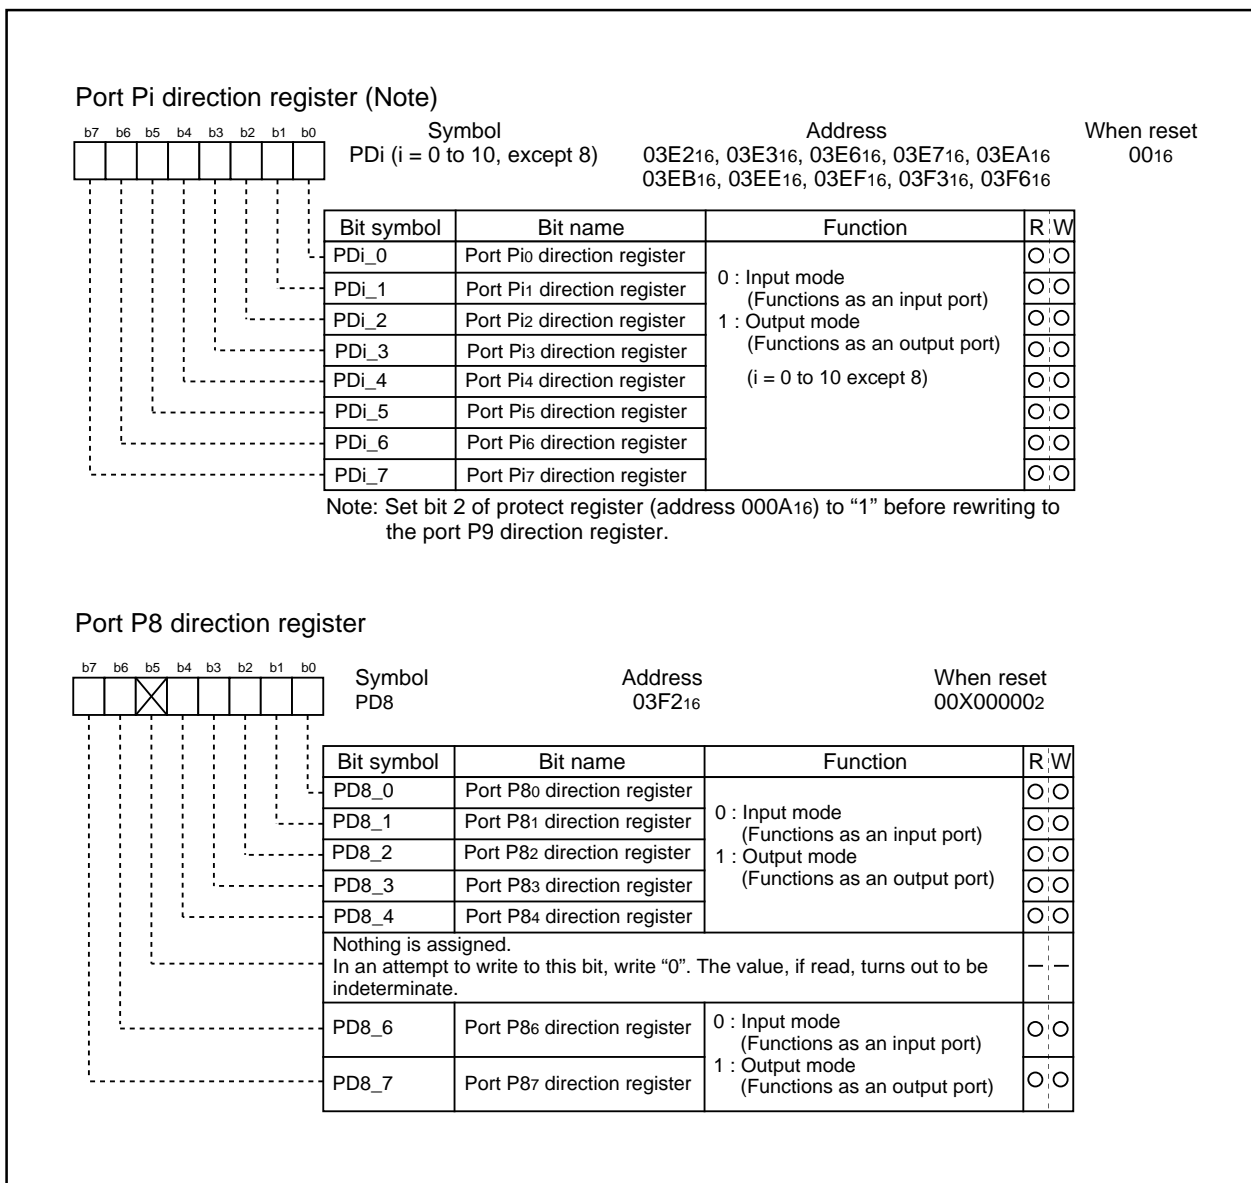 Port Pi direction register (Note)
b7 b6 b5 b4 b3 b2 b1 b0
Symbol Address When reset
PDi (i = 0 to 10, except 8) 03E216, 03E316, 03E616, 03E716, 03EA16 0016
03EB16, 03EE16, 03EF16, 03F316, 03F616
Bit symbol Bit name Function R W
PDi_0 Port Pi0 direction register
0 : Input mode
(Functions as an input port)
1 : Output mode
(Functions as an output port)
(i = 0 to 10 except 8)
PDi_1 Port Pi1 direction register
PDi_2 Port Pi2 direction register
PDi_3 Port Pi3 direction register
PDi_4 Port Pi4 direction register
PDi_5 Port Pi5 direction register
PDi_6 Port Pi6 direction register
PDi_7 Port Pi7 direction register
Note: Set bit 2 of protect register (address 000A16) to “1” before rewriting to
the port P9 direction register.
Port P8 direction register
b7 b6 b5 b4 b3 b2 b1 b0
Symbol Address When reset
PD8 03F216 00X000002
Bit symbol Bit name Function R W
PD8_0 Port P80 direction register
0 : Input mode
(Functions as an input port)
1 : Output mode
(Functions as an output port)
PD8_1 Port P81 direction register
PD8_2 Port P82 direction register
PD8_3 Port P83 direction register
PD8_4 Port P84 direction register
Nothing is assigned.
In an attempt to write to this bit, write “0”. The value, if read, turns out to be
indeterminate.
PD8_6 Port P86 direction register
0 : Input mode
(Functions as an input port)
1 : Output mode
(Functions as an output port)
PD8_7 Port P87 direction register